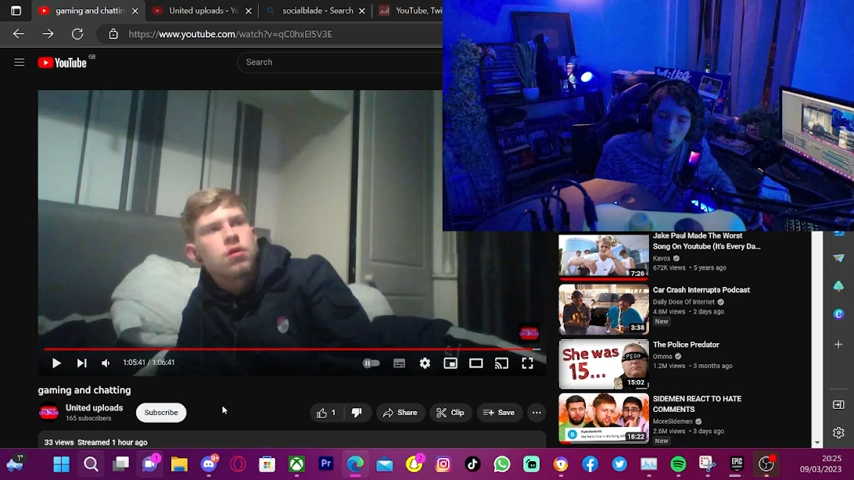 gaming and chatting
United uploads - Yo
socialblade - Search
YouTube, Twi
https://www.youtube.com/watch?v=qC0hxEI5V3E
YouTube
GB
Search
1:05:41 / 1:06:41
gaming and chatting
United uploads
165 subscribers
Subscribe
1
Share
Clip
Save
33 views Streamed 1 hour ago
Jake Paul Made The Worst
Song On Youtube (It's Every Da...
Kavos
672K views • 5 years ago
7:26
Car Crash Interrupts Podcast
Daily Dose Of Internet
4.6M views • 2 days ago
New
3:38
The Police Predator
Omma
1.2M views • 3 months ago
She was
15...
15:02
SIDEMEN REACT TO HATE
COMMENTS
MoreSidemen
2.6M views • 3 days ago
New
18:22
Pr
EPIC
20:25
09/03/2023